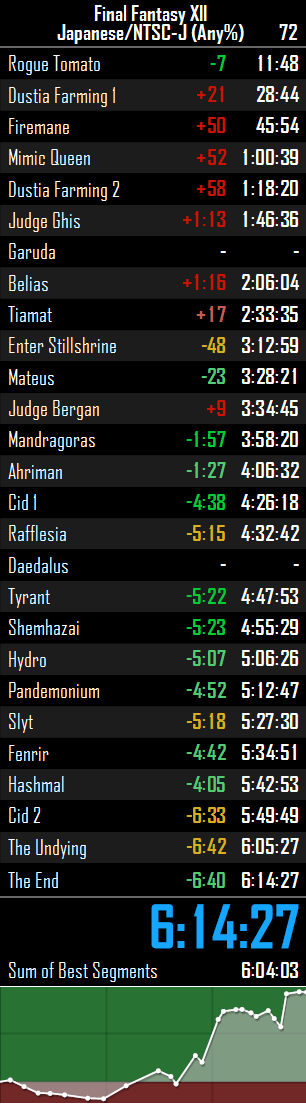 Final Fantasy XII
Japanese/NTSC-J (Any%) 72
Rogue Tomato -7 11:48
Dustia Farming 1 +21 28:44
Firemane +50 45:54
Mimic Queen +52 1:00:39
Dustia Farming 2 +58 1:18:20
Judge Ghis +1:13 1:46:36
Garuda - -
Belias +1:16 2:06:04
Tiamat +17 2:33:35
Enter Stillshrine -48 3:12:59
Mateus -23 3:28:21
Judge Bergan +9 3:34:45
Mandragoras -1:57 3:58:20
Ahriman -1:27 4:06:32
Cid 1 -4:38 4:26:18
Rafflesia -5:15 4:32:42
Daedalus - -
Tyrant -5:22 4:47:53
Shemhazai -5:23 4:55:29
Hydro -5:07 5:06:26
Pandemonium -4:52 5:12:47
Slyt -5:18 5:27:30
Fenrir -4:42 5:34:51
Hashmal -4:05 5:42:53
Cid 2 -6:33 5:49:49
The Undying -6:42 6:05:27
The End -6:40 6:14:27
6:14:27
Sum of Best Segments 6:04:03